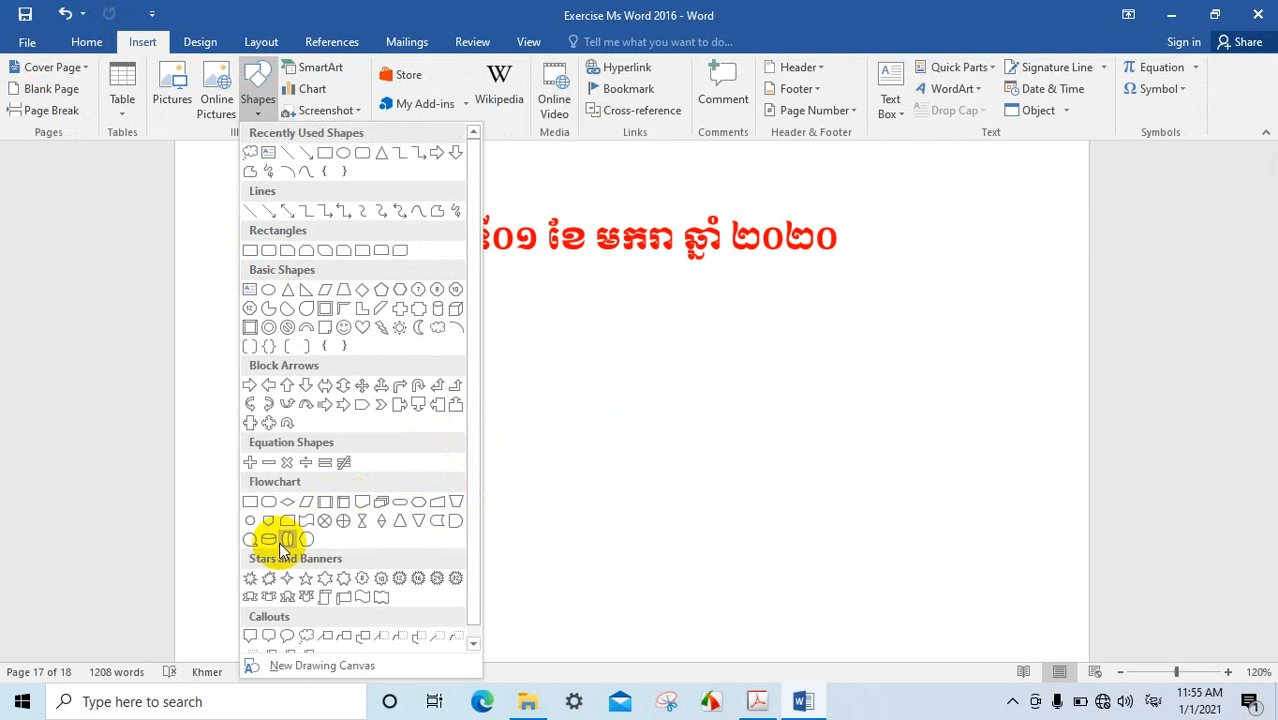 Exercise Ms Word 2016 - Word
File Home Insert Design Layout References Mailings Review View Tell me what you want to do... Sign in Share
Cover Page
Blank Page
Page Break
Pages
Table
Tables
Pictures
Online Pictures
Shapes
SmartArt
Chart
Screenshot
Store
My Add-ins
Wikipedia
Online Video
Media
Hyperlink
Bookmark
Cross-reference
Links
Comment
Comments
Header
Footer
Page Number
Header & Footer
Text Box
Quick Parts
WordArt
Drop Cap
Signature Line
Date & Time
Object
Text
Equation
Symbol
Symbols
Recently Used Shapes
Lines
Rectangles
Basic Shapes
Block Arrows
Equation Shapes
Flowchart
Stars and Banners
Callouts
New Drawing Canvas
០១ ខែ មករា ឆ្នាំ ២០២០
Page 17 of 18 1208 words Khmer 120%
Type here to search
11:55 AM
1/1/2021